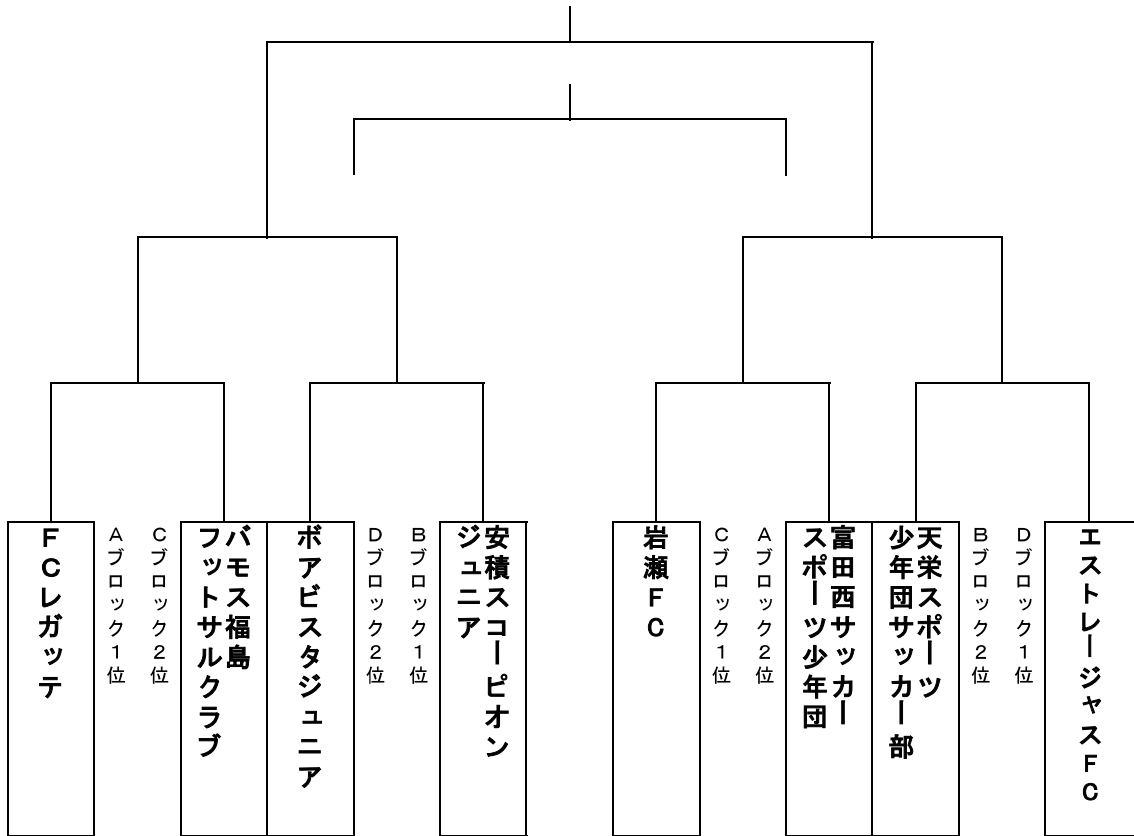 ＦＣレガッテ
Ａブロック１位
Ｃブロック２位
バモス福島
フットサルクラブ
ボアビスタジュニア
Ｄブロック２位
Ｂブロック１位
安積スコーピオン
ジュニア
岩瀬ＦＣ
Ｃブロック１位
Ａブロック２位
富田西サッカー
スポーツ少年団
天栄スポーツ
少年団サッカー部
Ｂブロック２位
Ｄブロック１位
エストレージャスＦＣ